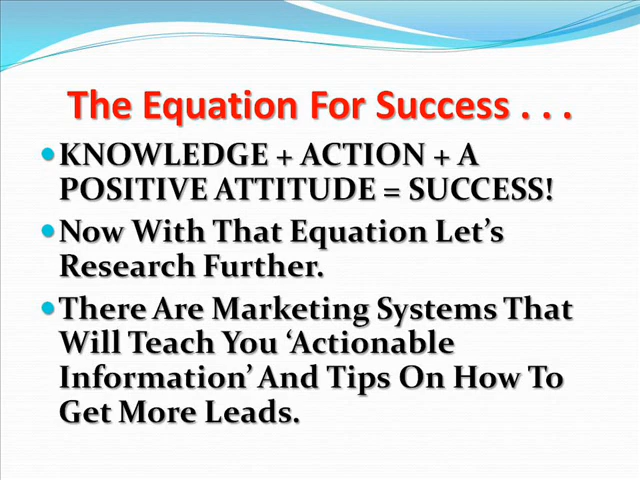 The Equation For Success . . .
KNOWLEDGE + ACTION + A
POSITIVE ATTITUDE = SUCCESS!
Now With That Equation Let’s
Research Further.
There Are Marketing Systems That
Will Teach You ‘Actionable
Information’ And Tips On How To
Get More Leads.